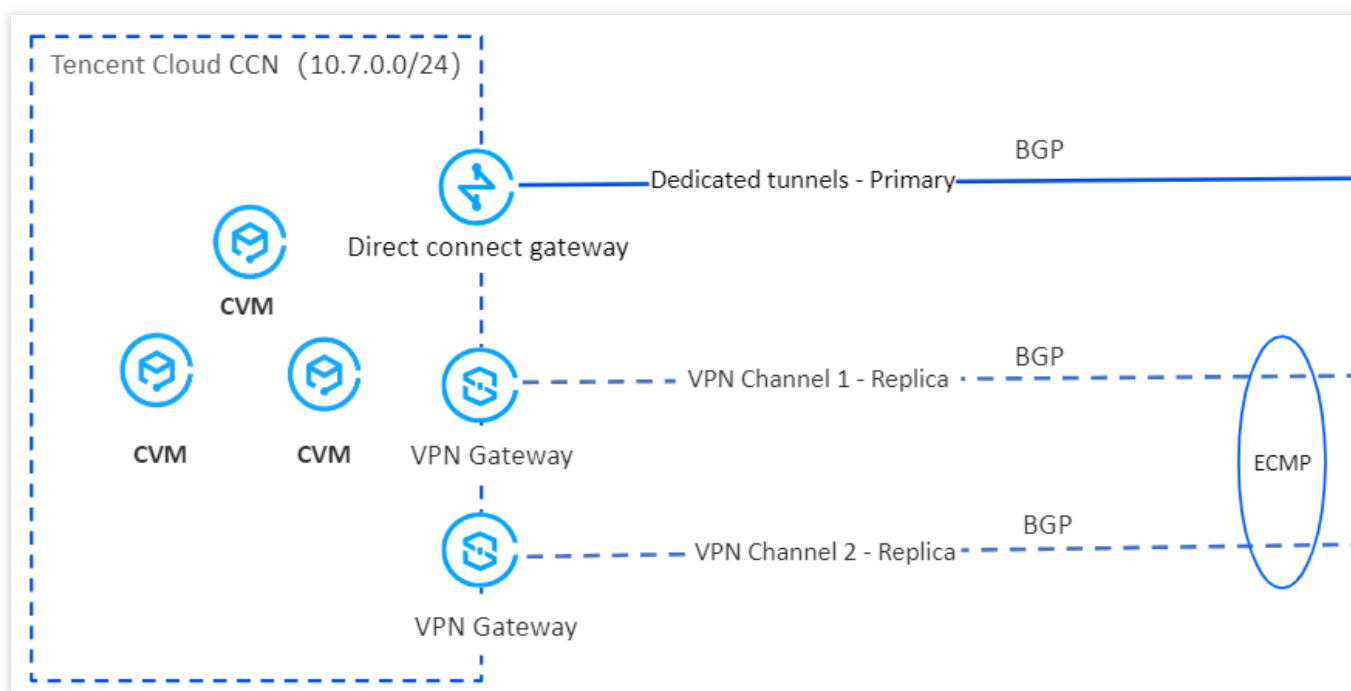 Tencent Cloud CCN (10.7.0.0/24)
BGP
Dedicated tunnels - Primary
Direct connect gateway
CVM
BGP
VPN Channel 1 - Replica
CVM
CVM
VPN Gateway
ECMP
BGP
VPN Channel 2 - Replica
VPN Gateway